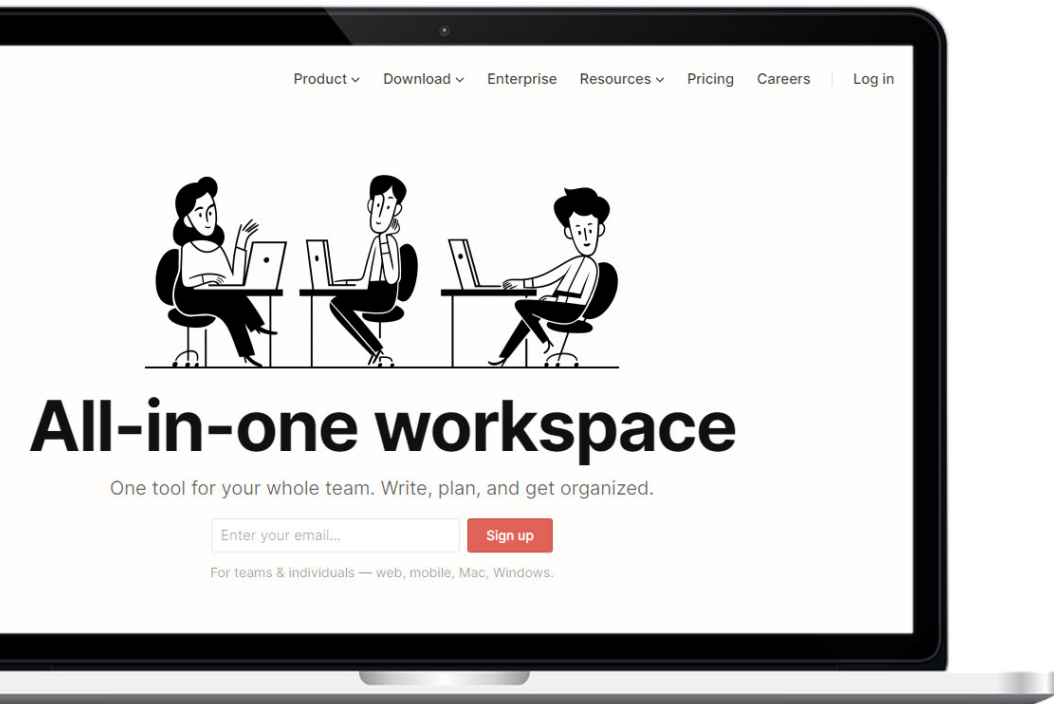 Product Download Enterprise Resources Pricing Careers Log in
All-in-one workspace
One tool for your whole team. Write, plan, and get organized.
Enter your email... Sign up
For teams & individuals — web, mobile, Mac, Windows.